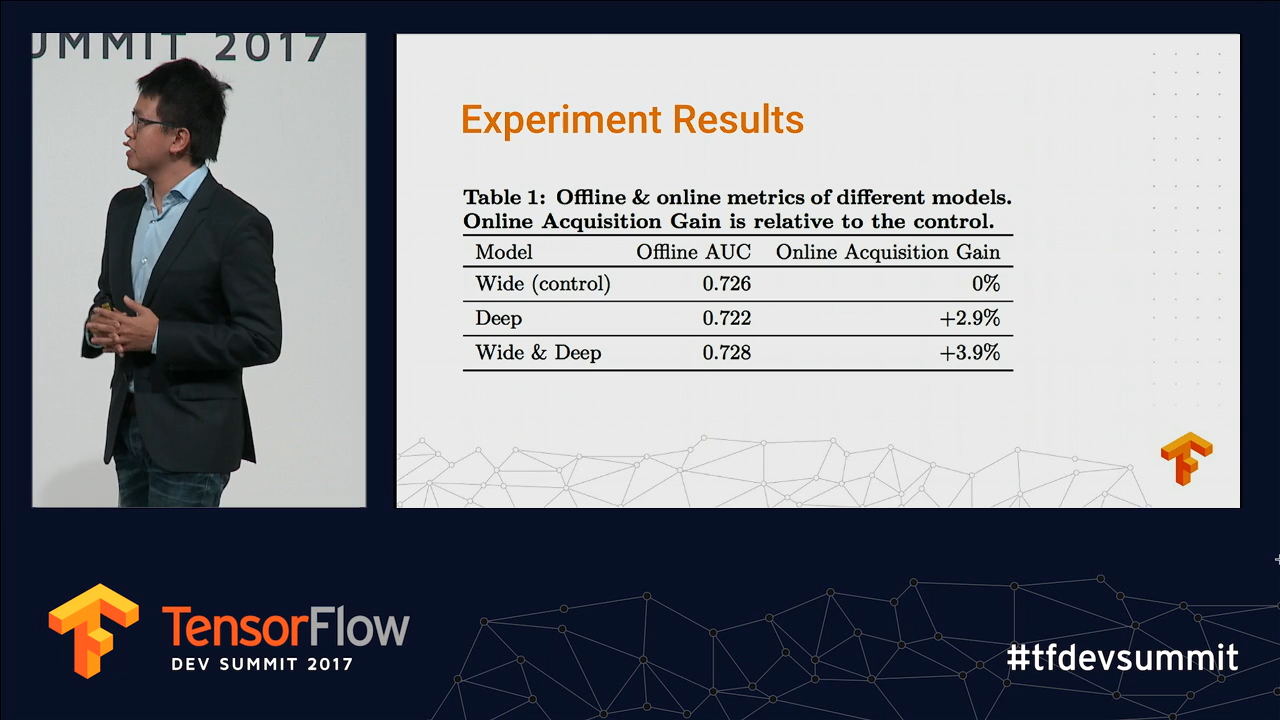 UMMIT 2017
Experiment Results
Table 1: Offline & online metrics of different models.
Online Acquisition Gain is relative to the control.
Model Offline AUC Online Acquisition Gain
Wide (control) 0.726 0%
Deep 0.722 +2.9%
Wide & Deep 0.728 +3.9%
TensorFlow
DEV SUMMIT 2017
#tfdevsummit